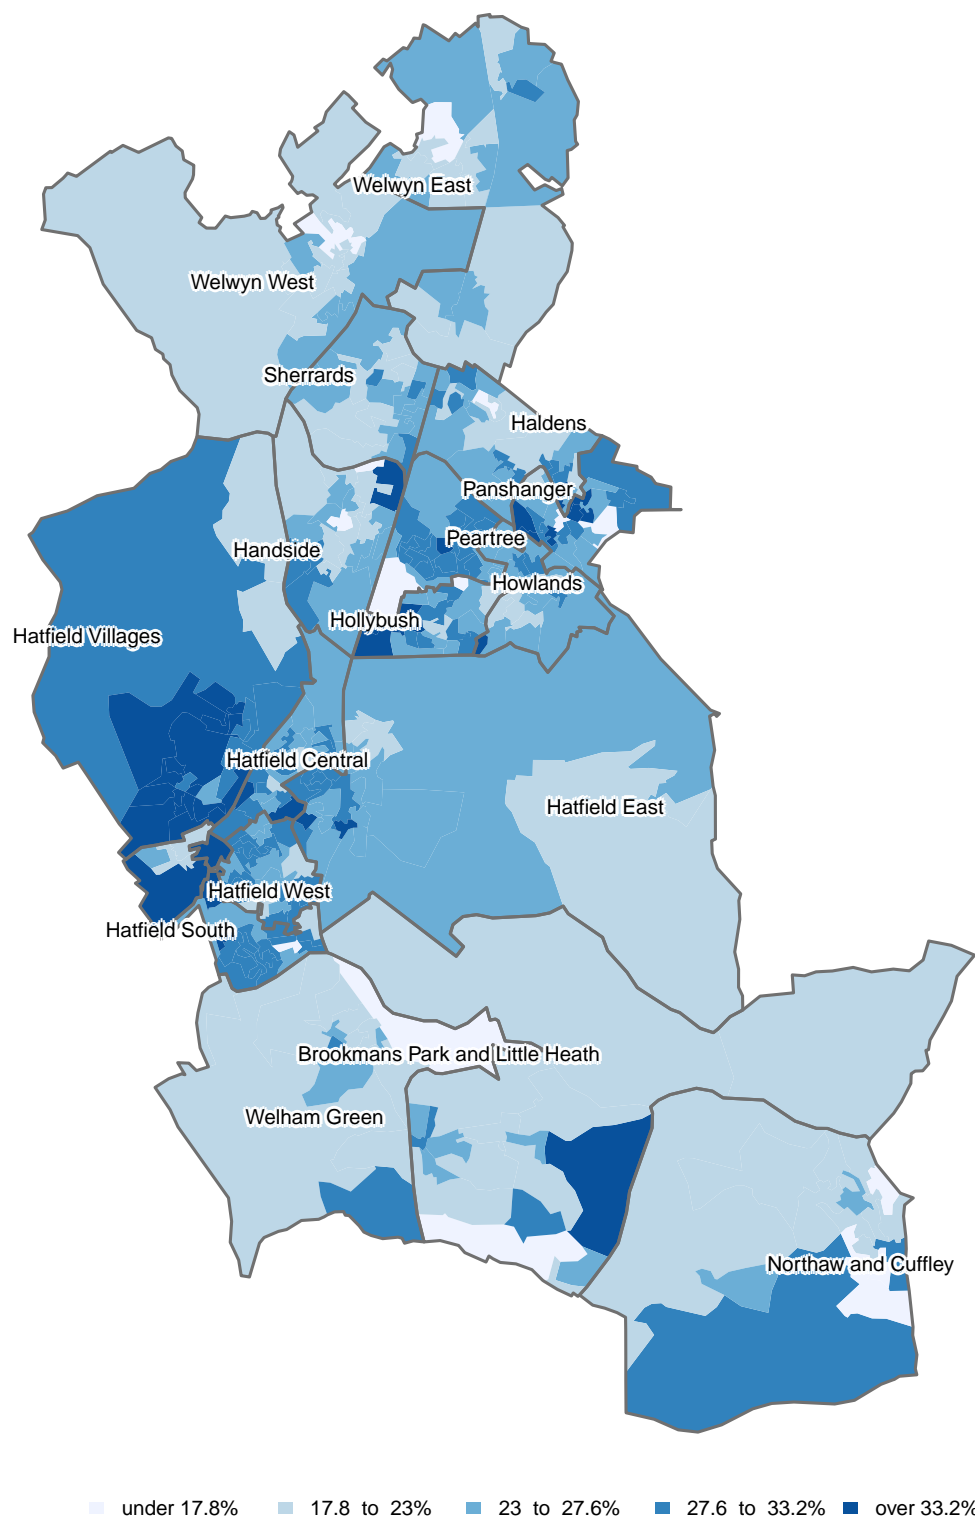 Welwyn East
Welwyn West
Sherrards
Haldens
Panshanger
Peartree
Handside
Howlands
Hollybush
Hatfield Villages
Hatfield Central
Hatfield East
Hatfield West
Hatfield South
Brookmans Park and Little Heath
Welham Green
Northaw and Cuffley
under 17.8% 17.8 to 23% 23 to 27.6% 27.6 to 33.2% over 33.2%